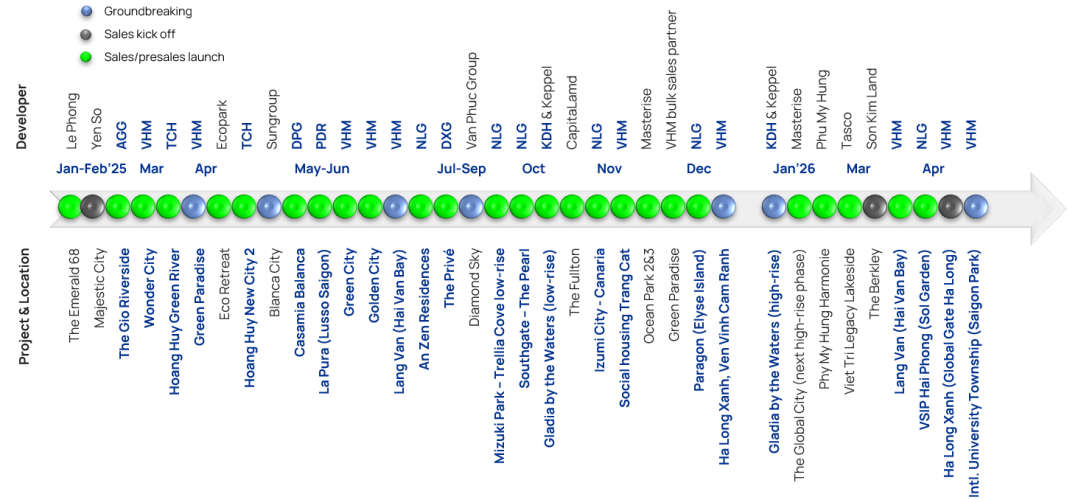 Groundbreaking
Sales kick off
Sales/presales launch
Developer
Le Phong
Yen So
AGG
VHM
TCH
VHM
Ecopark
TCH
Sungroup
DPG
PDR
VHM
VHM
VHM
NLG
DXG
Van Phuc Group
NLG
NLG
KDH & Keppel
CapitaLamd
NLG
VHM
Masterise
VHM bulk sales partner
NLG
VHM
KDH & Keppel
Masterise
Phu My Hung
Tasco
Son Kim Land
VHM
NLG
VHM
VHM
Jan-Feb'25 Mar Apr May-Jun Jul-Sep Oct Nov Dec Jan'26 Mar Apr
Project & Location
The Emerald 68
Majestic City
The Gio Riverside
Wonder City
Hoang Huy Green River
Green Paradise
Eco Retreat
Hoang Huy New City 2
Blanca City
Casamia Balanca
La Pura (Lusso Saigon)
Green City
Golden City
Lang Van (Hai Van Bay)
An Zen Residences
The Privé
Diamond Sky
Mizuki Park – Trellia Cove low-rise
Southgate – The Pearl
Gladia by the Waters (low-rise)
The Fullton
Izumi City - Canaria
Social housing Trang Cat
Ocean Park 2&3
Green Paradise
Paragon (Elyse Island)
Ha Long Xanh, Ven Vinh Cam Ranh
Gladia by the Waters (high-rise)
The Global City (next high-rise phase)
Phy My Hung Harmonie
Viet Tri Legacy Lakeside
The Berkley
Lang Van (Hai Van Bay)
VSIP Hai Phong (Sol Garden)
Ha Long Xanh (Global Gate Ha Long)
Intl. University Township (Saigon Park)